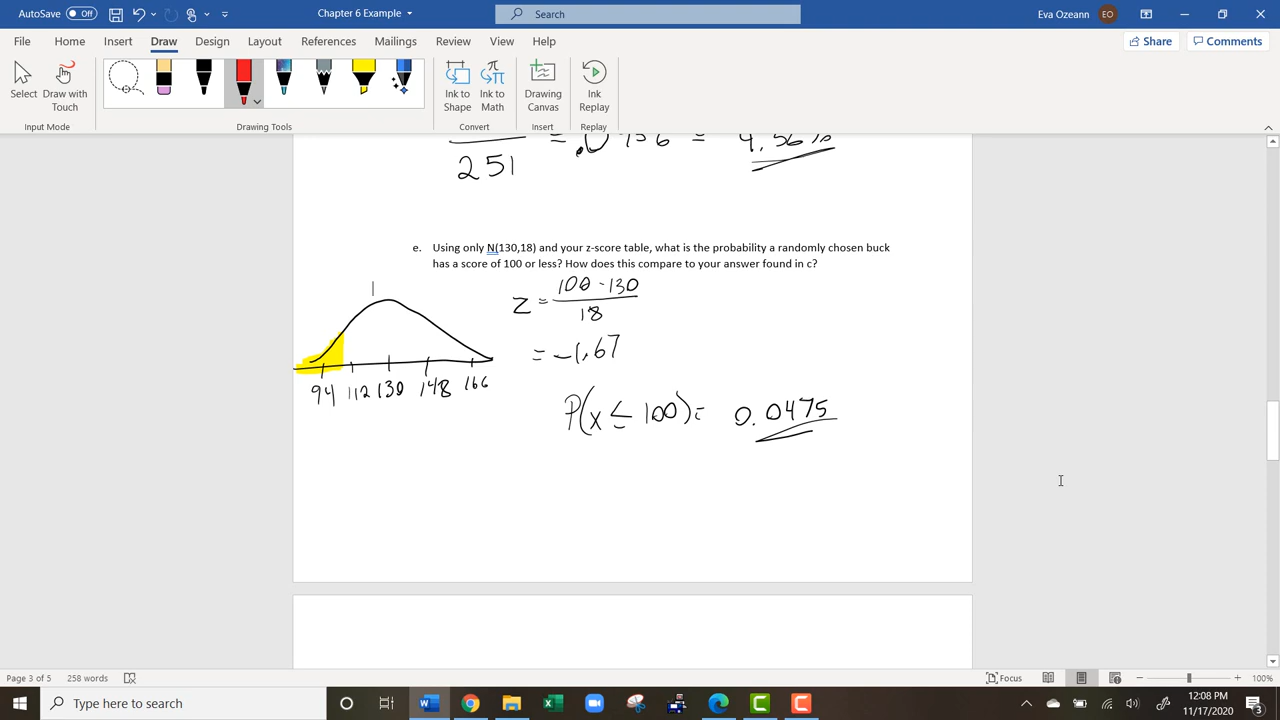 AutoSave Off Chapter 6 Example Search Eva Ozeann EO
File Home Insert Draw Design Layout References Mailings Review View Help Share Comments
Select Draw with Touch Ink to Shape Ink to Math Drawing Canvas Ink Replay
Input Mode Drawing Tools Convert Insert Replay
251 = = 4.56%
e. Using only N(130,18) and your z-score table, what is the probability a randomly chosen buck
has a score of 100 or less? How does this compare to your answer found in c?
z = 100 - 130
18
= -1.67
94 112 130 148 166
P(x ≤ 100) = 0.0475
Page 3 of 5 258 words Focus 100%
Type here to search 12:08 PM
11/17/2020